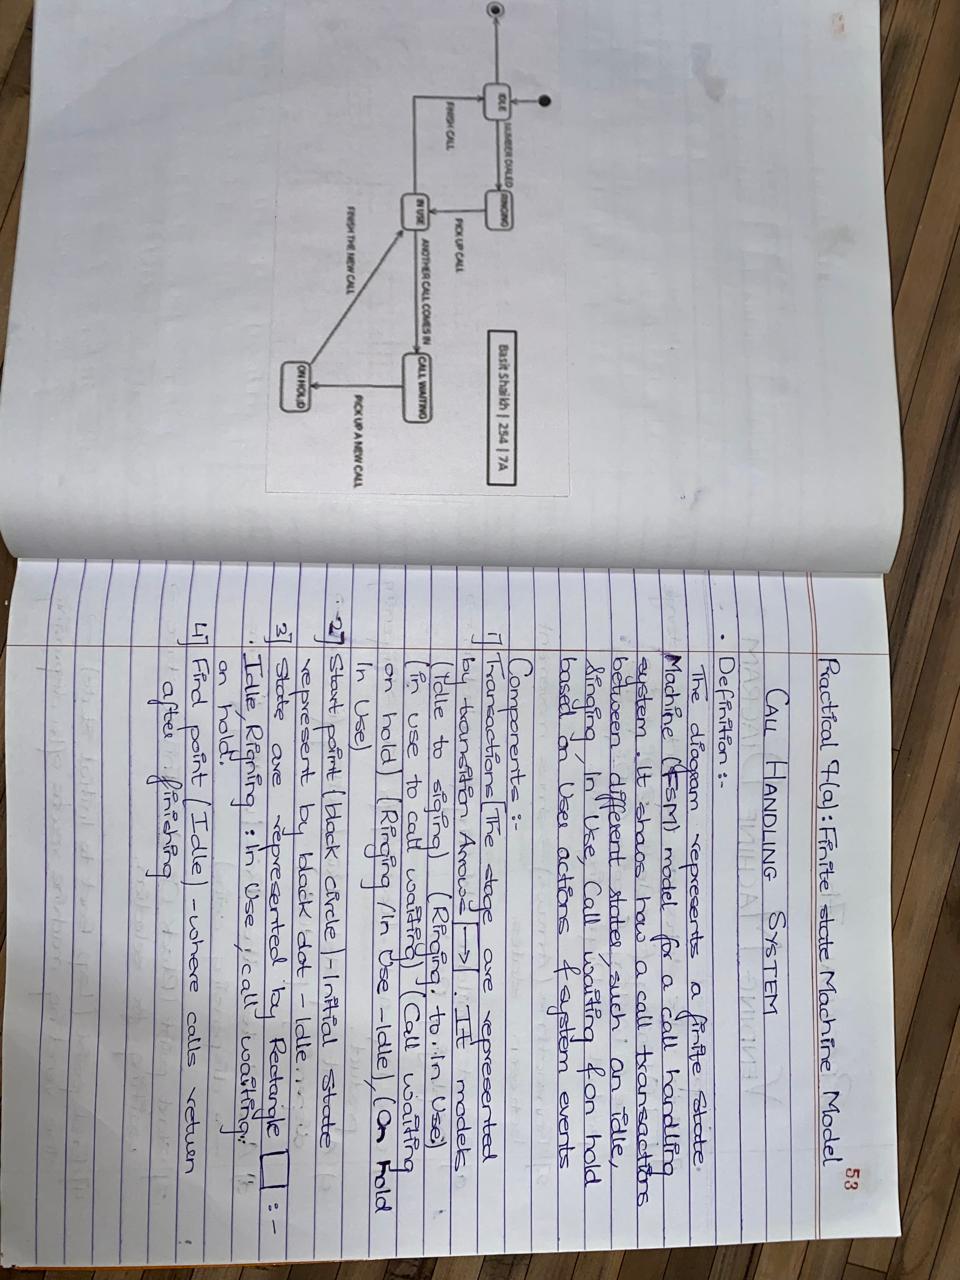 Basit Shaikh | 254 | 7A
IDLE
NUMBER DIALED
RINGING
FINISH CALL
PICK UP CALL
IN USE
ANOTHER CALL COMES IN
CALL WAITING
FINISH THE NEW CALL
PICK UP A NEW CALL
ON HOLD
53
Practical 9(a) : Finite state Machine Model
CALL HANDLING SYSTEM
• Definition :-
The diagram represents a finite state
Machine (FSM) model for a call handling
system. It shows how a call transactions
between different states, such an idle,
singing, In Use, Call waiting & on hold
based on User actions & system events
Components :-
1] Transactions [The stage are represented
by transition Arrows [→]. It models
(Idle to siging) (Ringing to In Use)
(in use to call waiting) (Call waiting
on hold) (Ringing /In Use - Idle), (On Hold
In Use)
2] Start point (black circle) - Initial State
represent by black dot - Idle
3] State are represented by Rectangle :-
Idle, Rigning : In Use, call waiting,
on hold.
4] Find point (Idle) - where calls return
after finishing